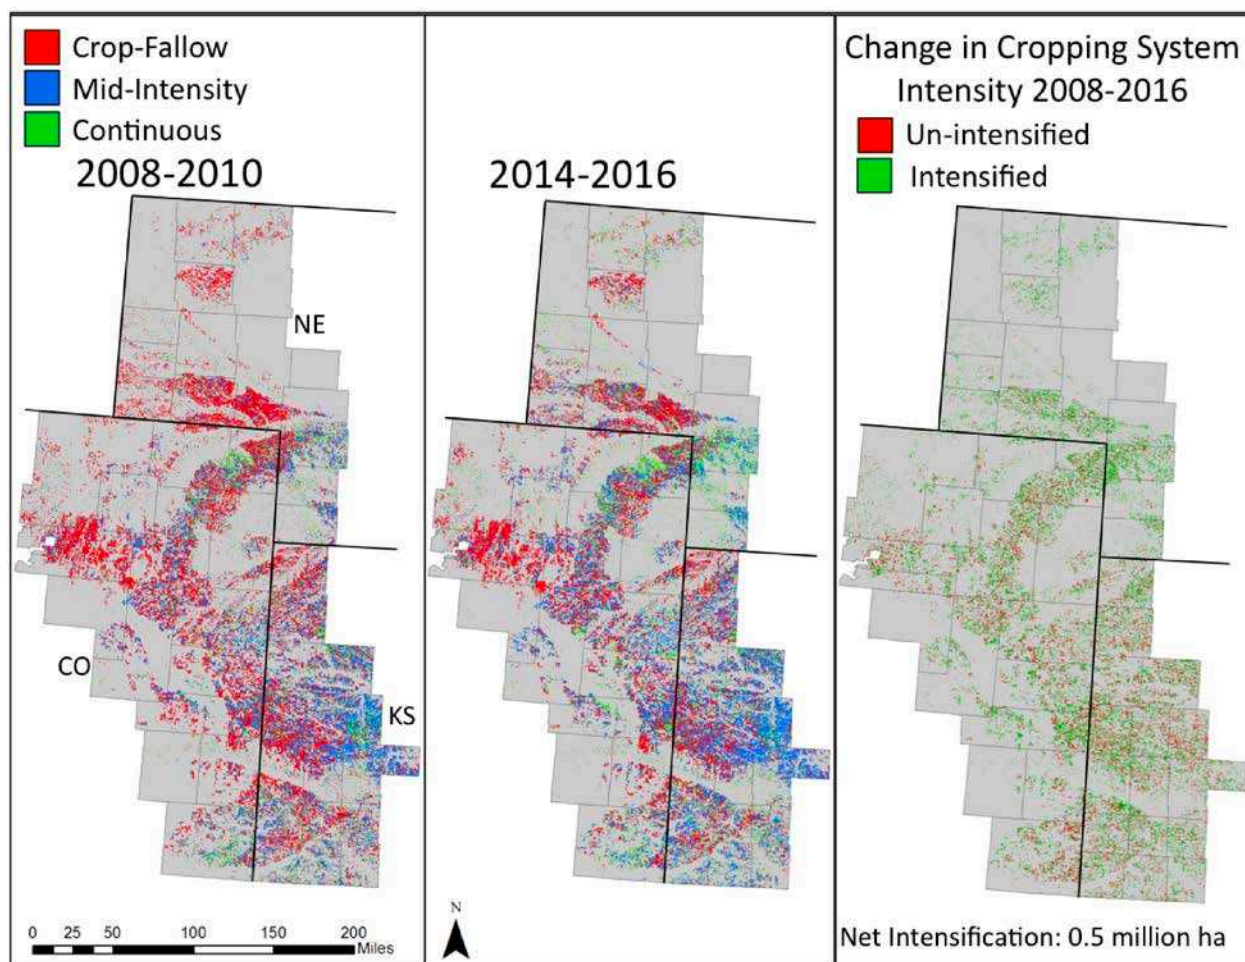 Crop-Fallow
Mid-Intensity
Continuous
2008-2010
NE
CO
KS
0 25 50 100 150 200
Miles
2014-2016
N
Change in Cropping System
Intensity 2008-2016
Un-intensified
Intensified
Net Intensification: 0.5 million ha